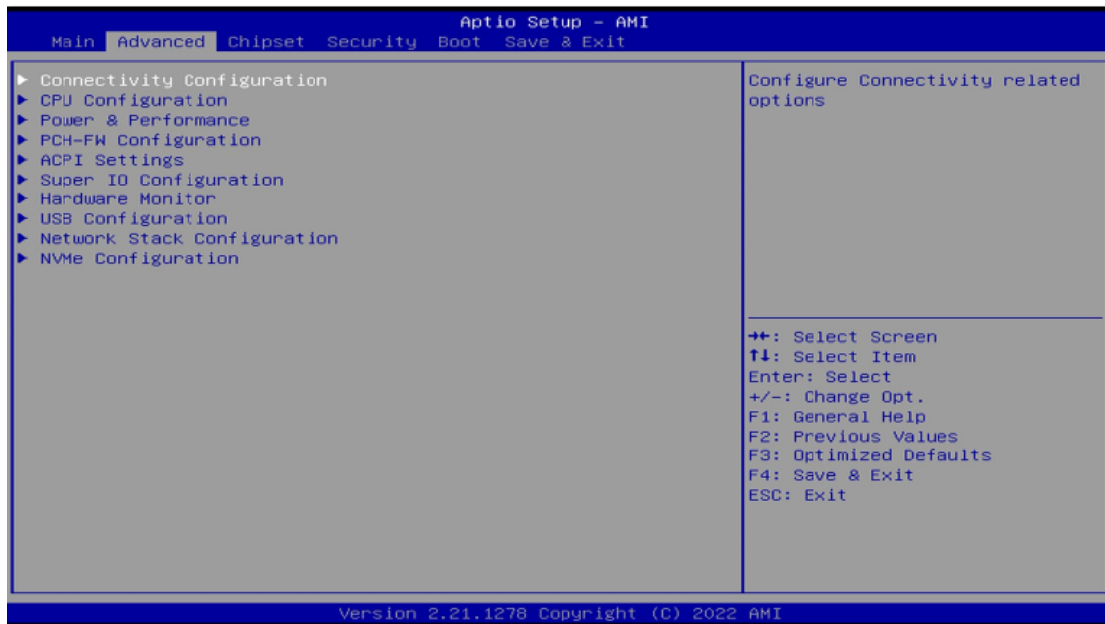 Aptio Setup – AMI
Main Advanced Chipset Security Boot Save & Exit
▶ Connectivity Configuration
▶ CPU Configuration
▶ Power & Performance
▶ PCH-FW Configuration
▶ ACPI Settings
▶ Super IO Configuration
▶ Hardware Monitor
▶ USB Configuration
▶ Network Stack Configuration
▶ NVMe Configuration
Configure Connectivity related
options
→←: Select Screen
↑↓: Select Item
Enter: Select
+/-: Change Opt.
F1: General Help
F2: Previous Values
F3: Optimized Defaults
F4: Save & Exit
ESC: Exit
Version 2.21.1278 Copyright (C) 2022 AMI